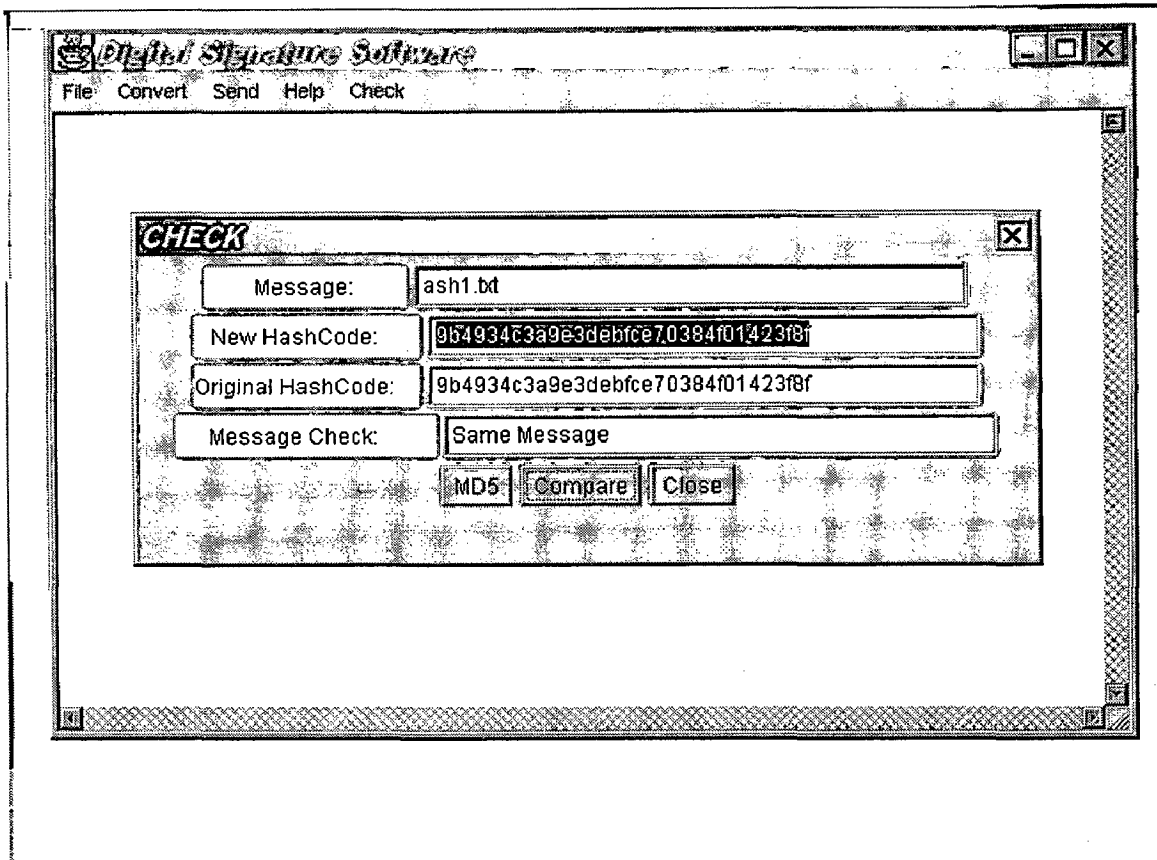 Digital Signature Software
File Convert Send Help Check
CHECK
Message: ash1.txt
New HashCode: 9b4934c3a9e3debfce70384f01423f8f
Original HashCode: 9b4934c3a9e3debfce70384f01423f8f
Message Check: Same Message
MD5 Compare Close